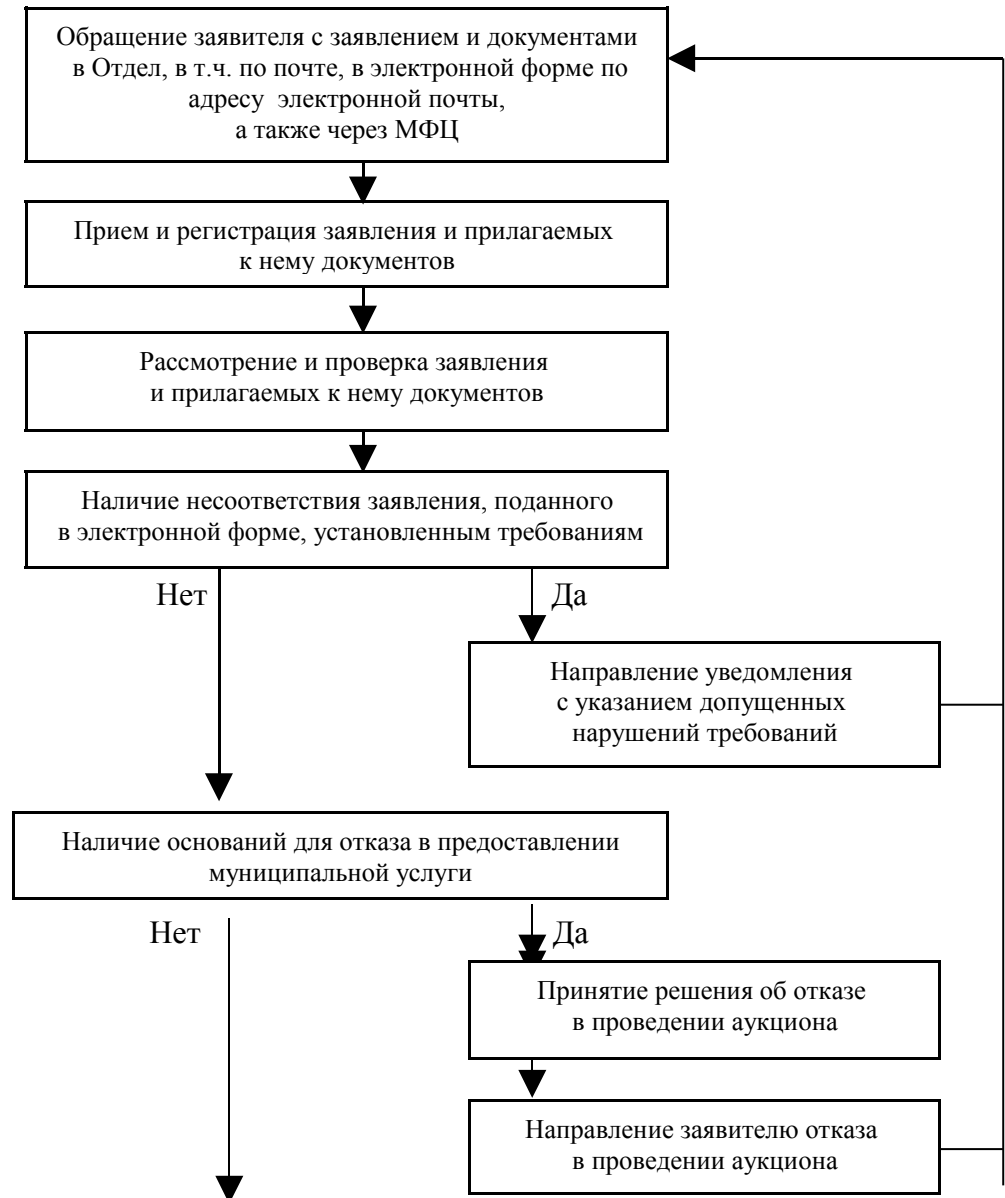 Обращение заявителя с заявлением и документами
в Отдел, в т.ч. по почте, в электронной форме по
адресу электронной почты,
а также через МФЦ
Прием и регистрация заявления и прилагаемых
к нему документов
Рассмотрение и проверка заявления
и прилагаемых к нему документов
Наличие несоответствия заявления, поданного
в электронной форме, установленным требованиям
Нет
Да
Направление уведомления
с указанием допущенных
нарушений требований
Наличие оснований для отказа в предоставлении
муниципальной услуги
Нет
Да
Принятие решения об отказе
в проведении аукциона
Направление заявителю отказа
в проведении аукциона